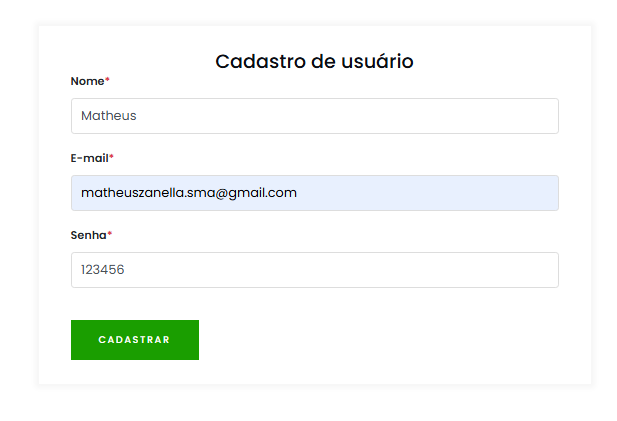 Cadastro de usuário
Nome*
Matheus
E-mail*
matheuszanella.sma@gmail.com
Senha*
123456
CADASTRAR